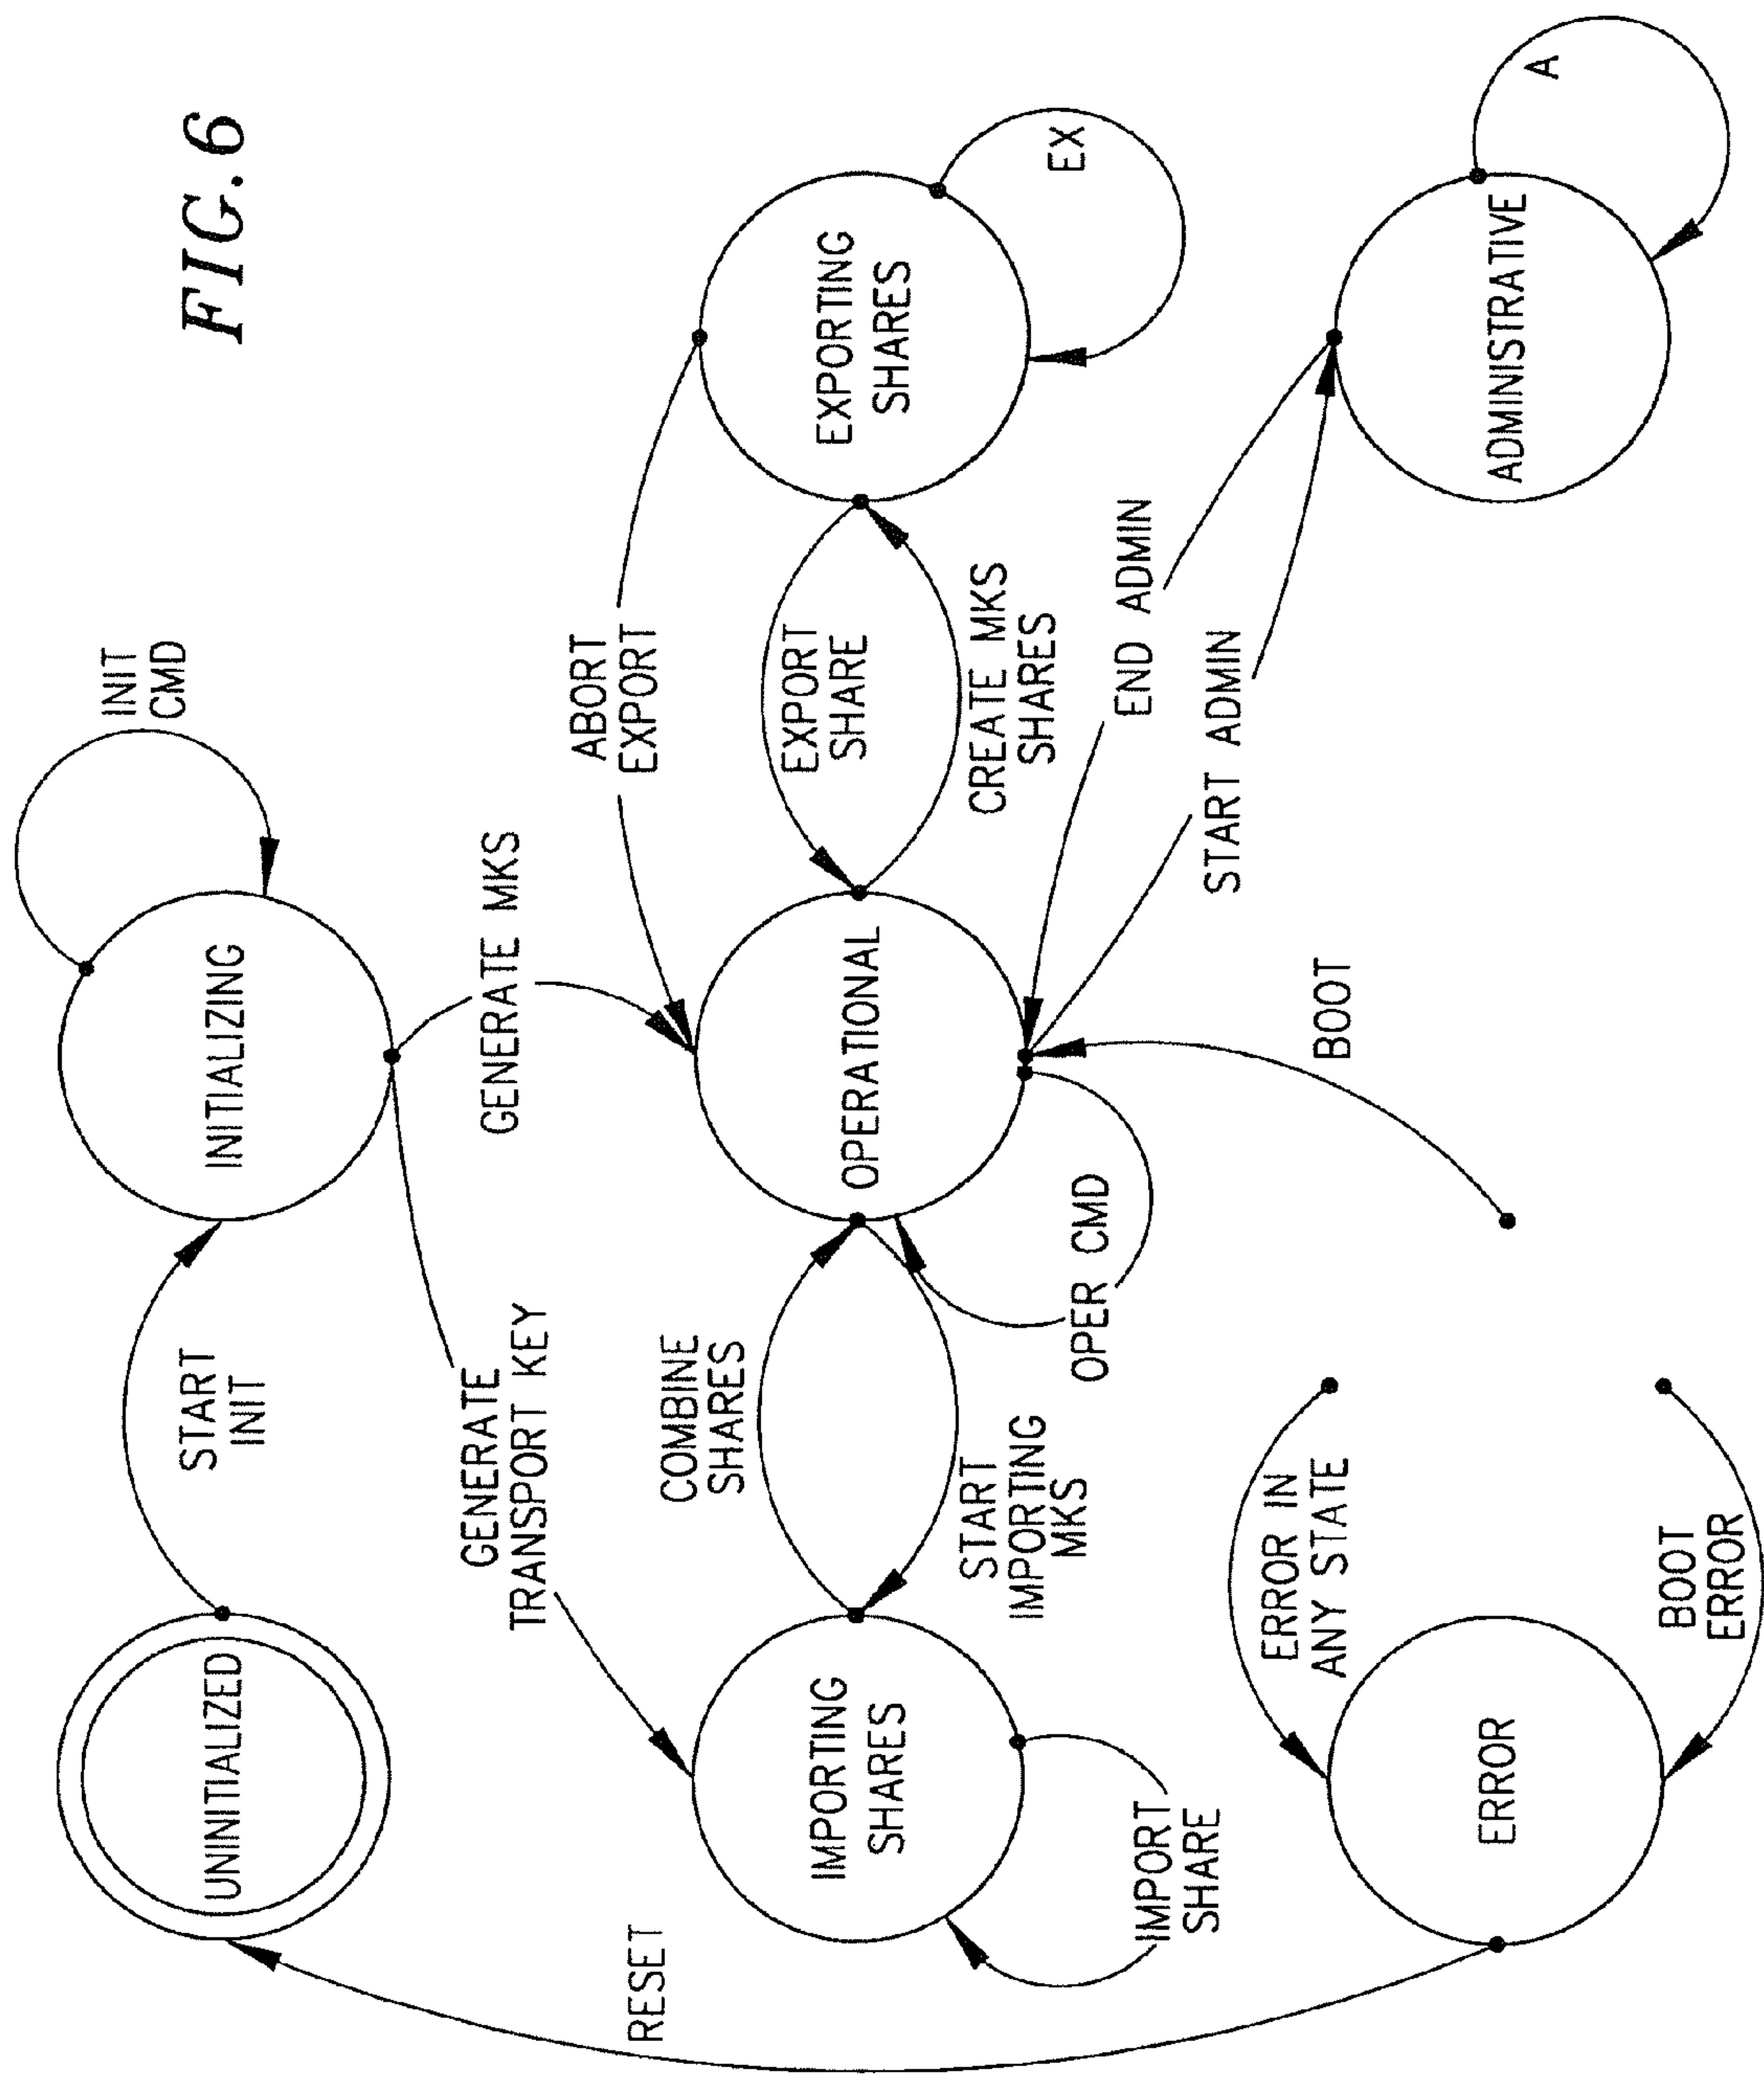 FIG. 6
INIT
CMD
START
INIT
UNINITIALIZED
INITIALIZING
GENERATE MKS
GENERATE
TRANSPORT KEY
RESET
ABORT
EXPORT
COMBINE
SHARES
EXPORT
SHARE
IMPORTING
SHARES
OPERATIONAL
EXPORTING
SHARES
START
IMPORTING
MKS
CREATE MKS
SHARES
EX
OPER CMD
IMPORT
SHARE
END ADMIN
START ADMIN
BOOT
ERROR IN
ANY STATE
ERROR
ADMINISTRATIVE
A
BOOT
ERROR